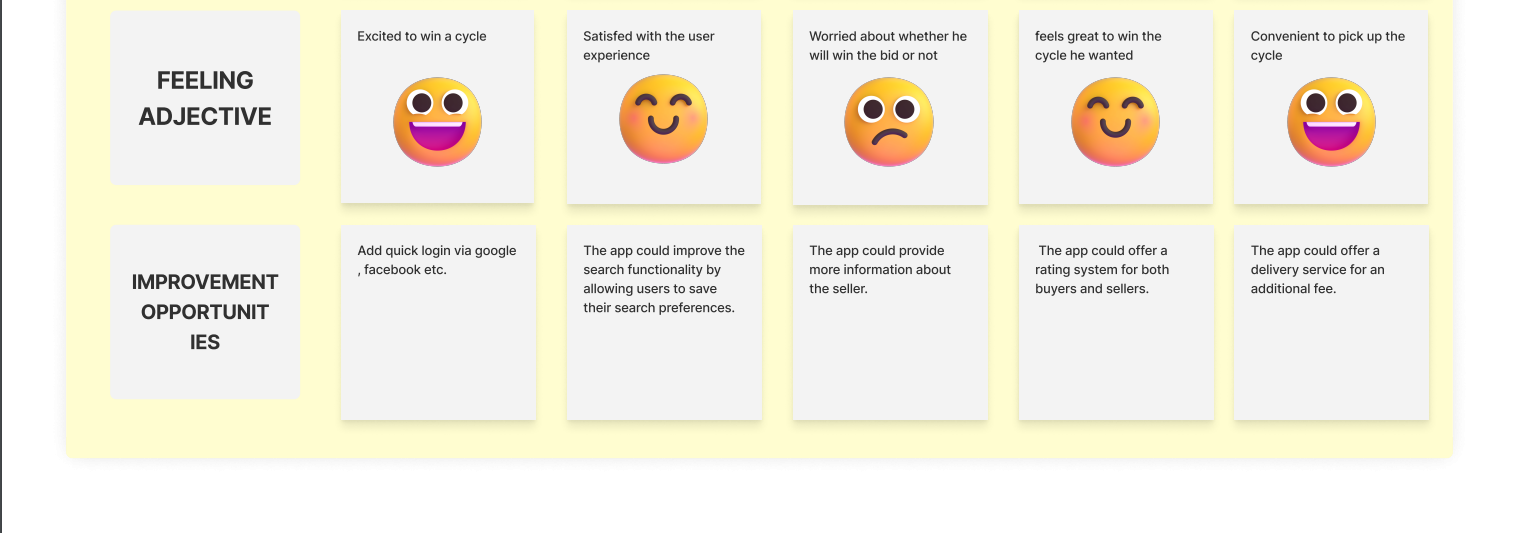 FEELING
ADJECTIVE
Excited to win a cycle
Satisfed with the user
experience
Worried about whether he
will win the bid or not
feels great to win the
cycle he wanted
Convenient to pick up the
cycle
IMPROVEMENT
OPPORTUNIT
IES
Add quick login via google
, facebook etc.
The app could improve the
search functionality by
allowing users to save
their search preferences.
The app could provide
more information about
the seller.
The app could offer a
rating system for both
buyers and sellers.
The app could offer a
delivery service for an
additional fee.